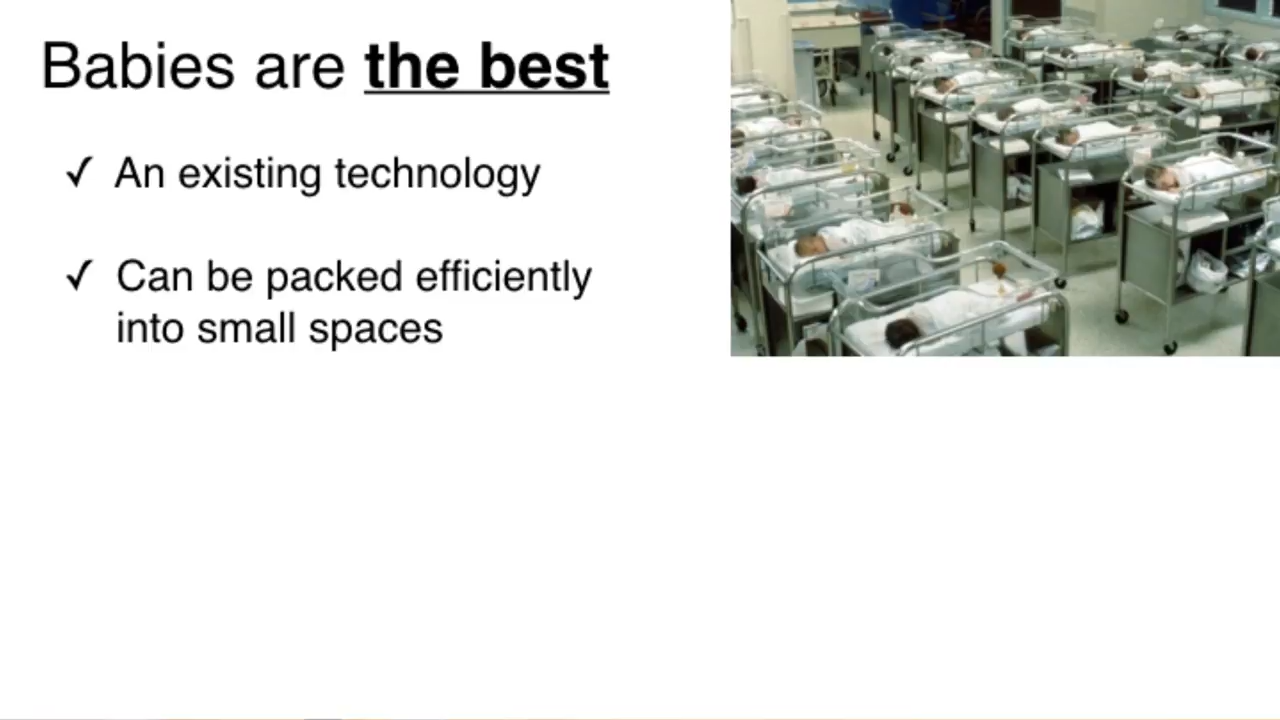 Babies are the best
✓ An existing technology
✓ Can be packed efficiently
into small spaces